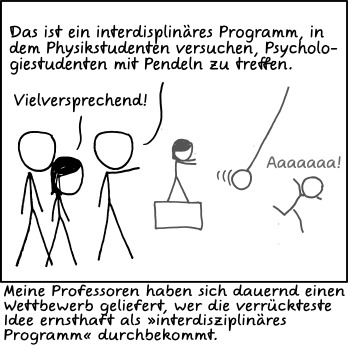 Das ist ein interdisplinäres Programm, in
dem Physikstudenten versuchen, Psycholo-
giestudenten mit Pendeln zu treffen.
Vielversprechend!
Aaaaaaa!
Meine Professoren haben sich dauernd einen
Wettbewerb geliefert, wer die verrückteste
Idee ernsthaft als »interdisziplinäres
Programm« durchbekommt.